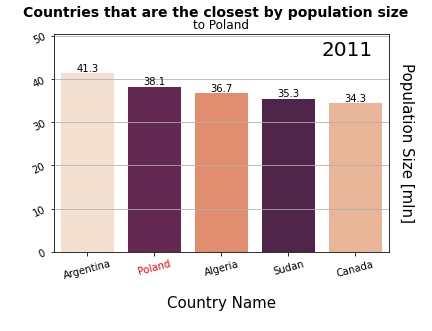 Countries that are the closest by population size
to Poland
2011
50
40
30
20
10
0
41.3
38.1
36.7
35.3
34.3
Argentina
Poland
Algeria
Sudan
Canada
Country Name
Population Size [mln]